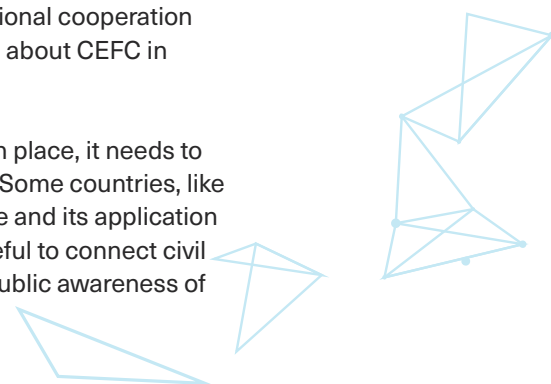 ional cooperation
about CEFC in
n place, it needs to
Some countries, like
e and its application
eful to connect civil
ublic awareness of